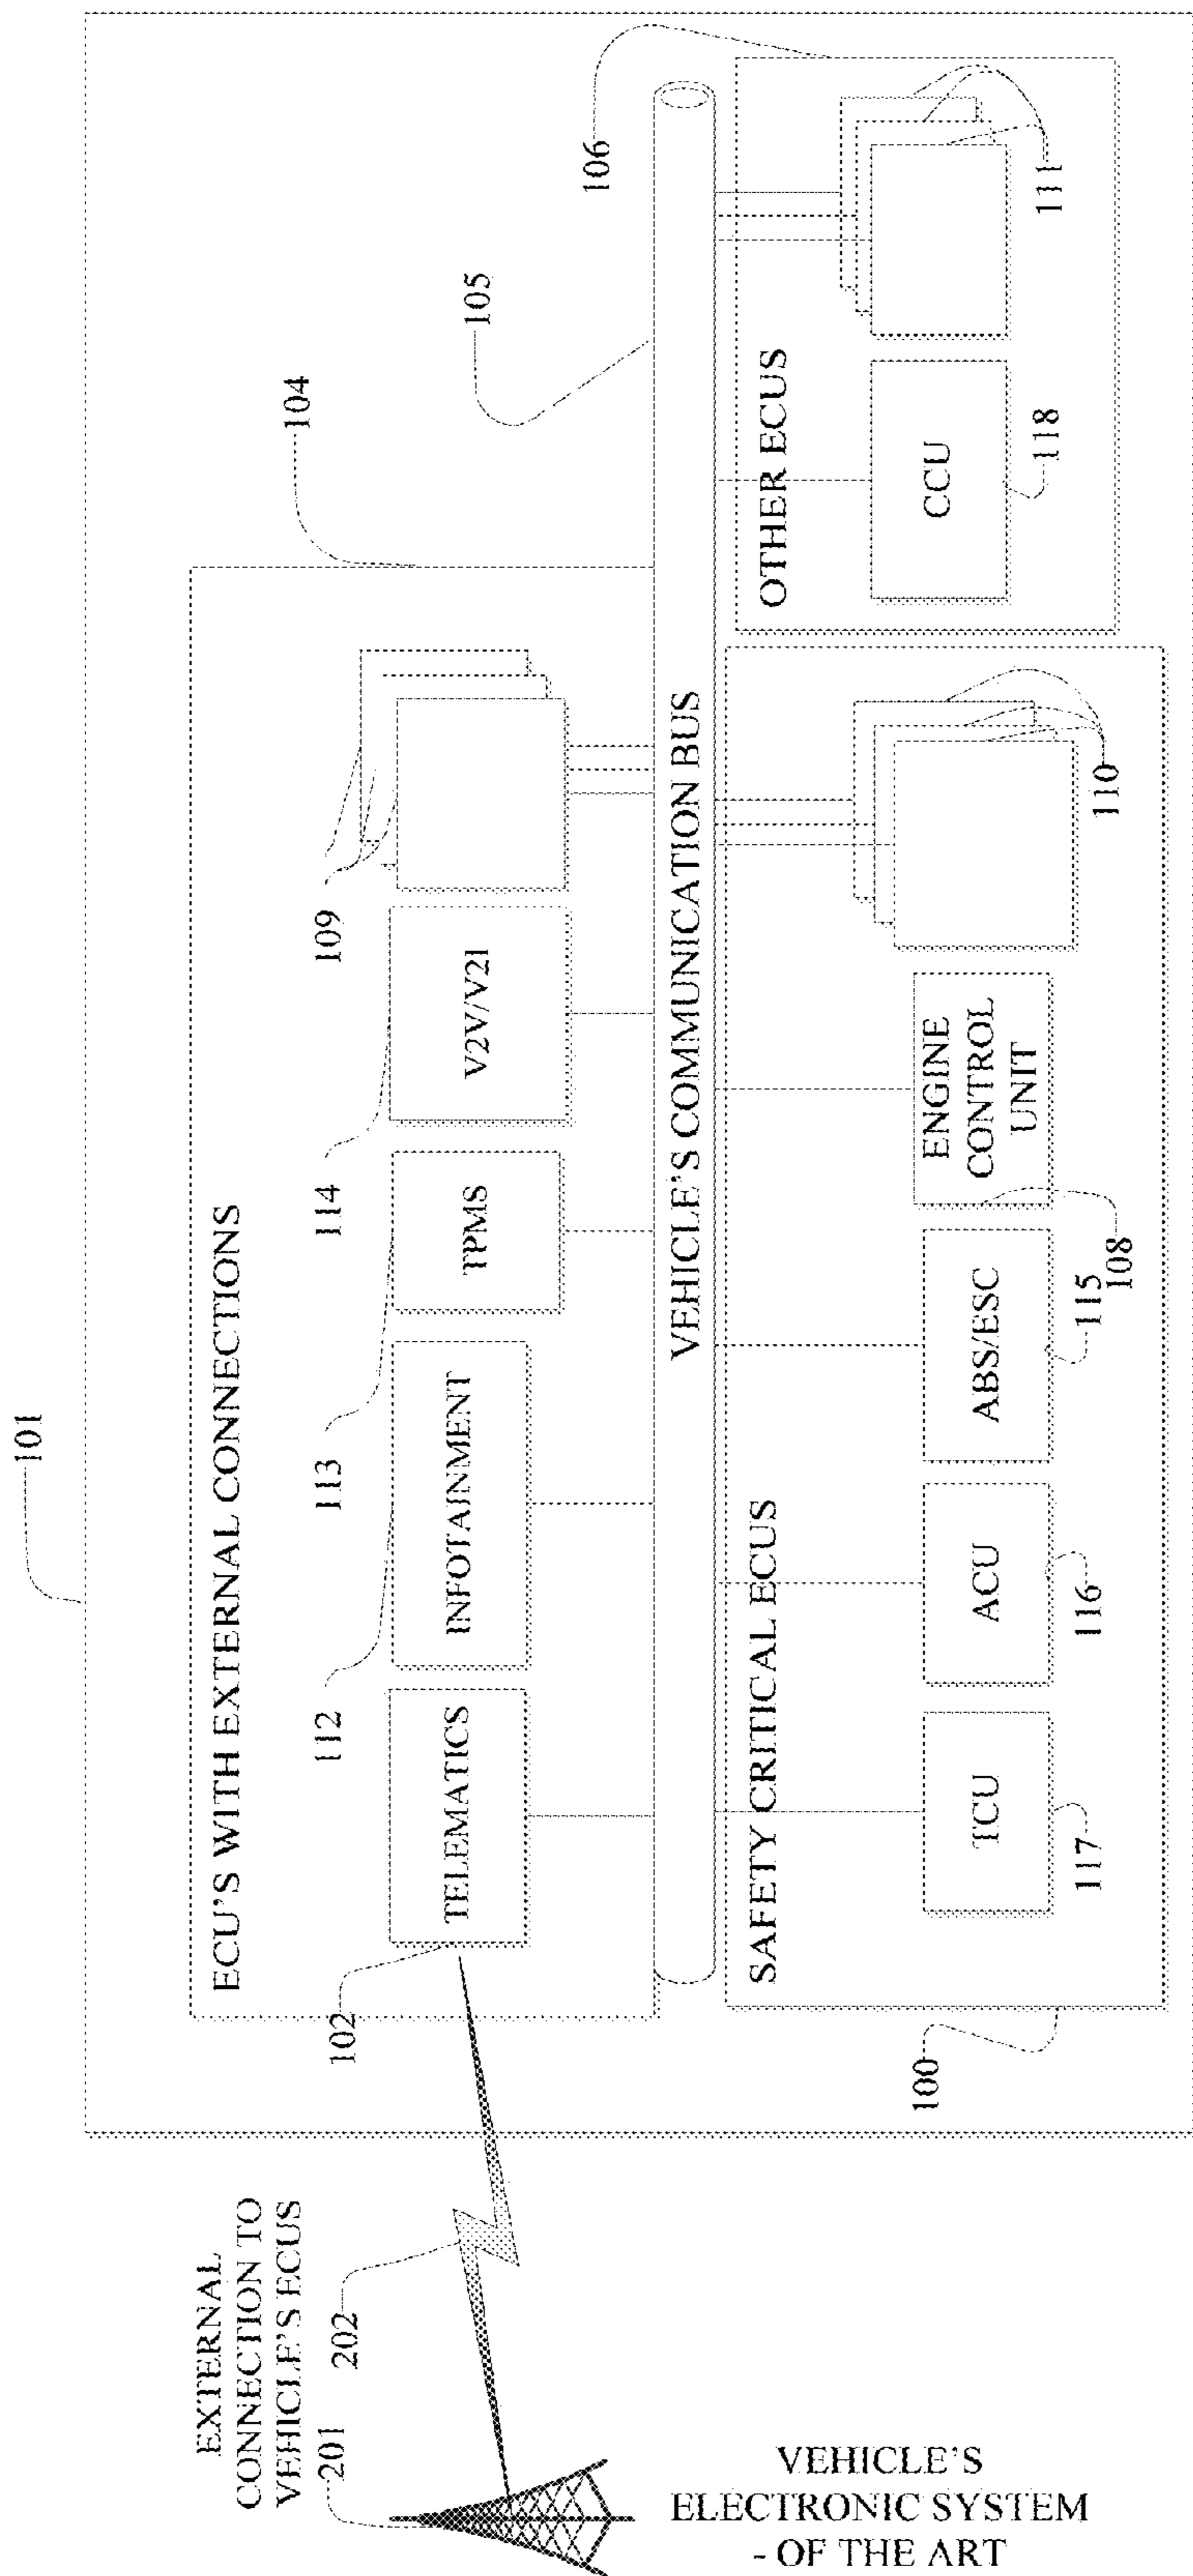 101
104
105
106
ECU'S WITH EXTERNAL CONNECTIONS
112
113
114
109
TELEMATICS
INFOTAINMENT
TPMS
V2V/V2I
102
EXTERNAL
CONNECTION TO
VEHICLE'S ECUS
201
202
VEHICLE'S COMMUNICATION BUS
SAFETY CRITICAL ECUS
OTHER ECUS
TCU
ACU
ABS/ESC
ENGINE
CONTROL
UNIT
CCU
100
117
116
115
108
110
118
111
VEHICLE'S
ELECTRONIC SYSTEM
- OF THE ART